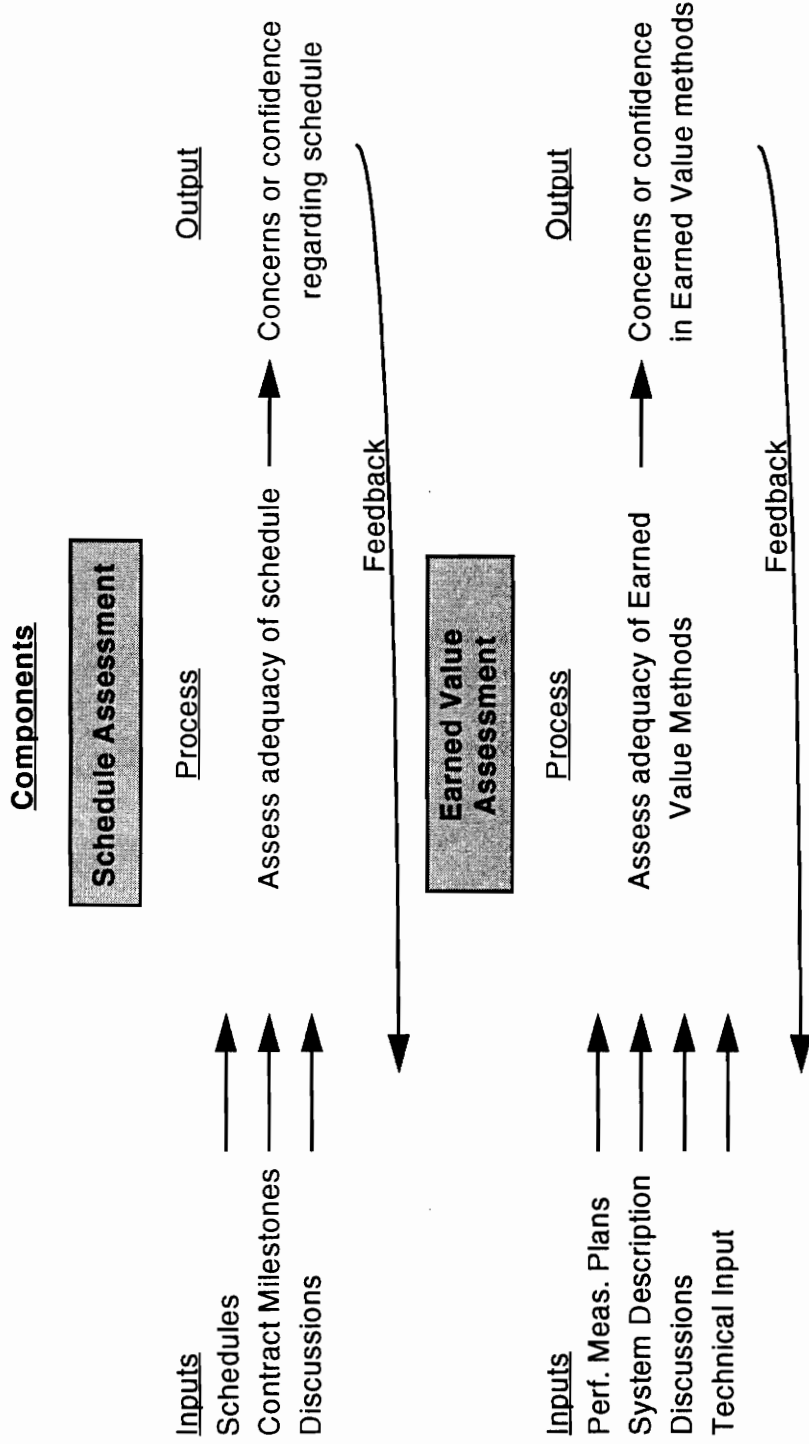 Components
Schedule Assessment
Inputs
Process
Output
Schedules
Contract Milestones
Discussions
Assess adequacy of schedule
Concerns or confidence
regarding schedule
Feedback
Earned Value
Assessment
Inputs
Process
Output
Perf. Meas. Plans
System Description
Discussions
Technical Input
Assess adequacy of Earned
Value Methods
Concerns or confidence
in Earned Value methods
Feedback